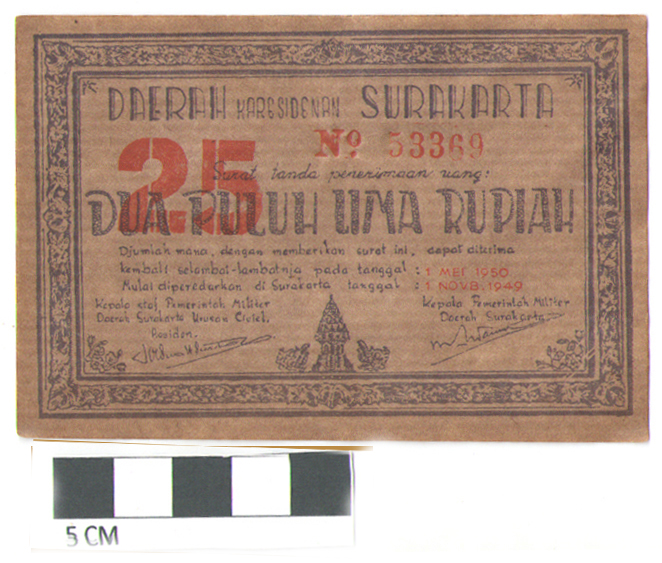 DAERAH KARESIDENAN SURAKARTA
No 33369
25
Surat tanda penerimaan uang:
DUA PULUH LIMA RUPIAH
Djumlah mana, dengan memberikan surat ini, dapat diterima
kembali selambat-lambatnja pada tanggal : 1 MEI 1950
Mulai diperedarkan di Surakarta tanggal : 1 NOVB. 1949
Kepala staf Pemerintah Militer
Daerah Surakarta Urusan Civiel.
Residen.
Kepala Pemerintah Militer
Daerah Surakarta
5 CM